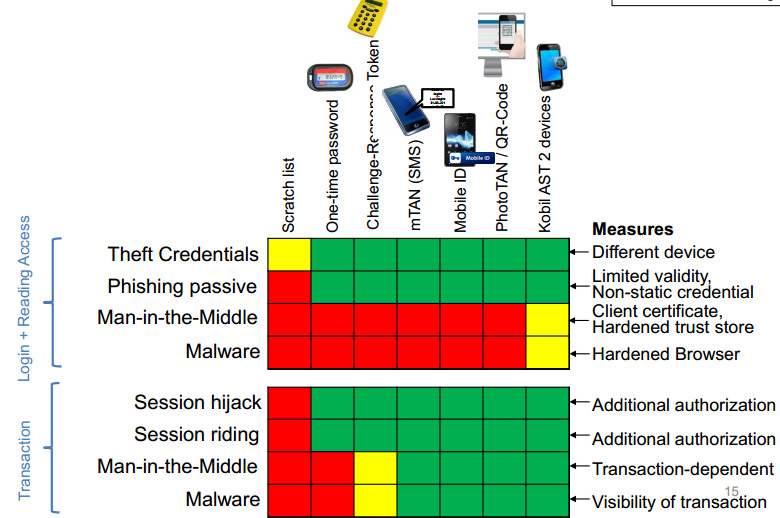 Scratch list
One-time password
Challenge-Response Token
mTAN (SMS)
Mobile ID
Mobile ID
PhotoTAN / QR-Code
Kobil AST 2 devices
Measures
Login + Reading Access
Theft Credentials
Different device
Phishing passive
Limited validity,
Non-static credential
Man-in-the-Middle
Client certificate,
Hardened trust store
Malware
Hardened Browser
Transaction
Session hijack
Additional authorization
Session riding
Additional authorization
Man-in-the-Middle
Transaction-dependent
Malware
Visibility of transaction
15